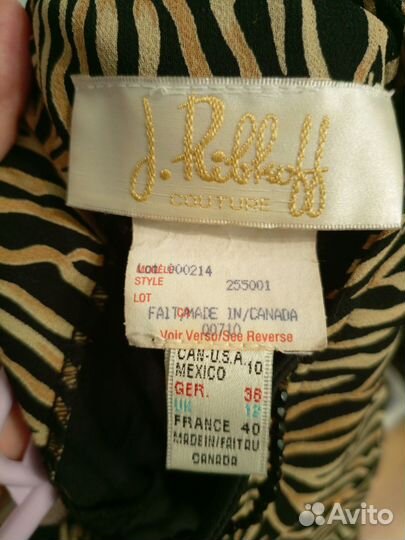 J. Ribkoff
COUTURE
000214
STYLE 255001
LOT
FAIT/MADE IN/CANADA
00710
Voir Verso/See Reverse
CAN-U.S.A. 10
MEXICO
GER. 36
UK 12
FRANCE 40
MADE IN/FAIT AU
CANADA
Avito